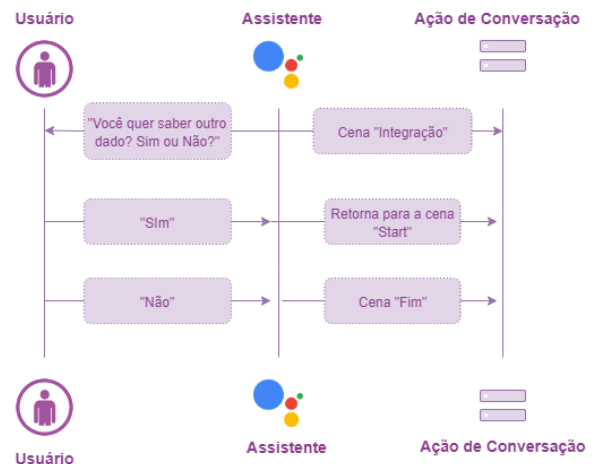 Usuário
Assistente
Ação de Conversação
"Você quer saber outro
dado? Sim ou Não?"
Cena "Integração"
"SIm"
Retorna para a cena
"Start"
"Não"
Cena "Fim"
Usuário
Assistente
Ação de Conversação